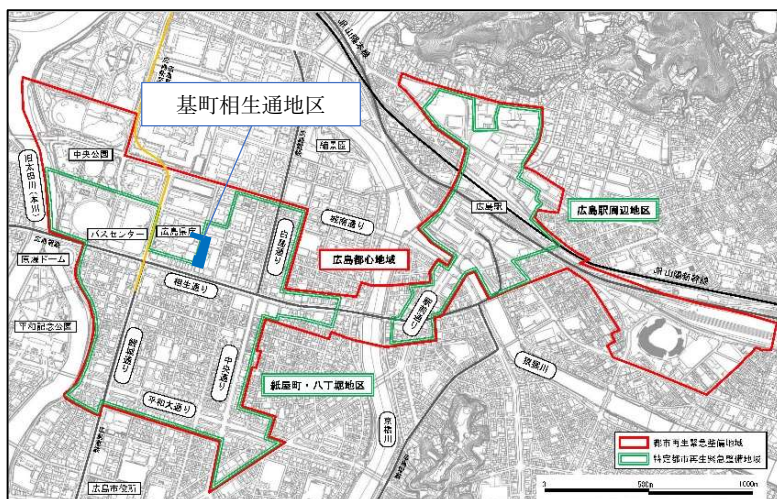 JR山陽本線
基町相生通地区
中央公園
旧太田川(本川)
縮景園
城南通り
広島駅
広島駅周辺地区
バスセンター
広島県庁
白島通り
広島都心地域
JR山陽新幹線
原爆ドーム
相生通り
駅前通り
平和記念公園
鯉城通り
中央通り
紙屋町・八丁堀地区
猿猴川
平和大通り
京橋川
広島市役所
都市再生緊急整備地域
特定都市再生緊急整備地域
0 500m 1000m